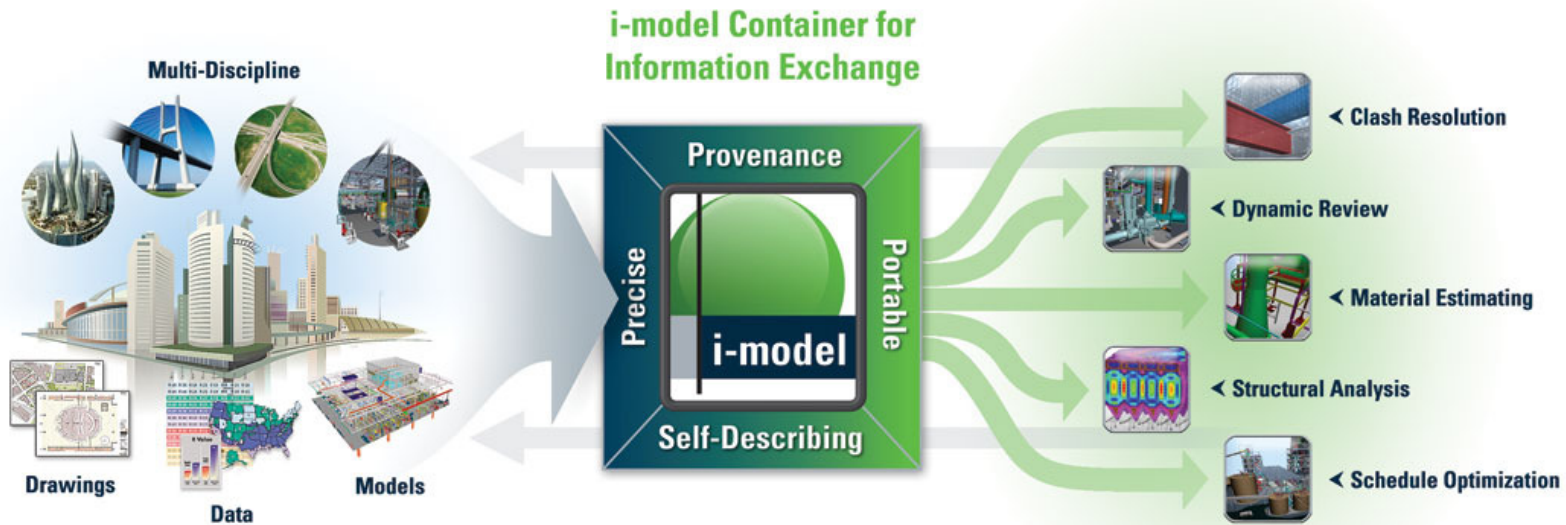 i-model Container for
Information Exchange
Multi-Discipline
Drawings
Data
Models
Provenance
Precise
Portable
Self-Describing
i-model
Clash Resolution
Dynamic Review
Material Estimating
Structural Analysis
Schedule Optimization